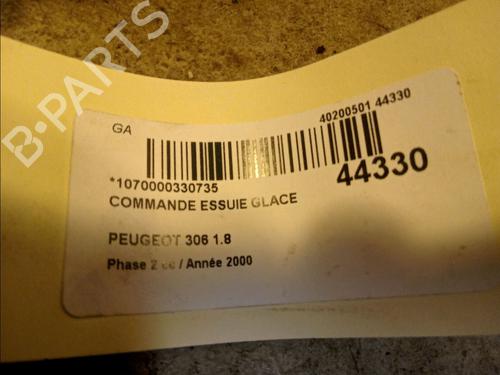 GA
40200501 44330
*1070000330735
44330
COMMANDE ESSUIE GLACE
PEUGEOT 306 1.8
Phase 2 / Année 2000
B-PARTS